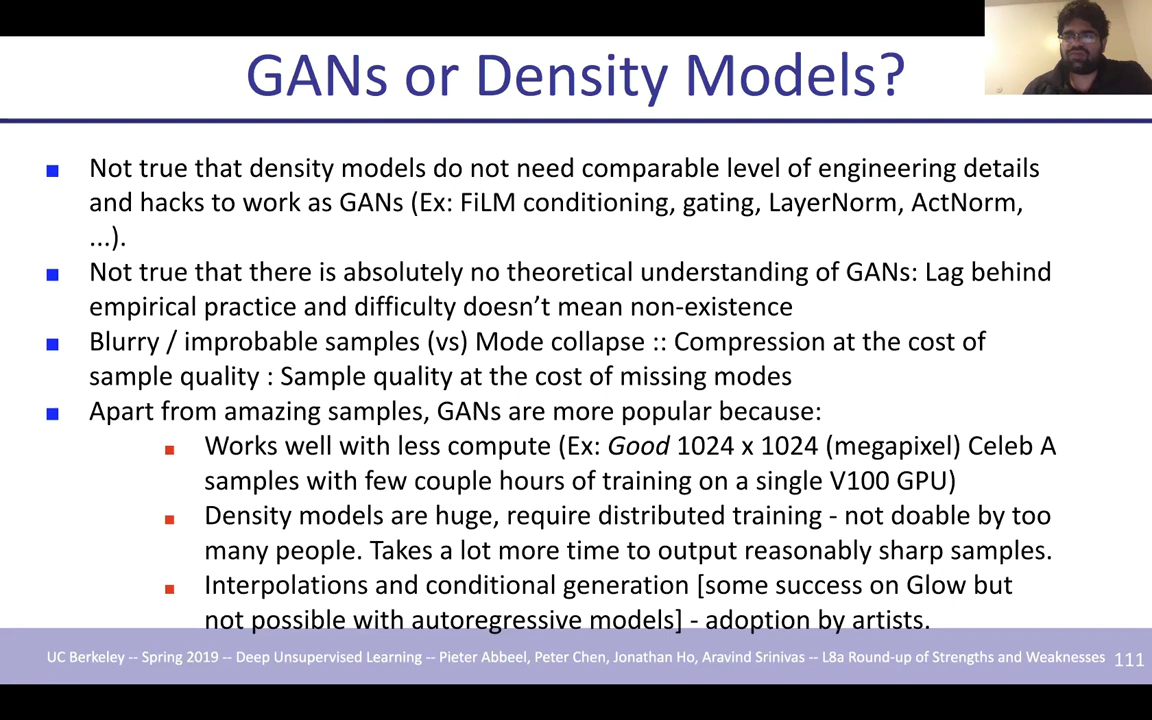 GANs or Density Models?
Not true that density models do not need comparable level of engineering details
and hacks to work as GANs (Ex: FiLM conditioning, gating, LayerNorm, ActNorm,
...).
Not true that there is absolutely no theoretical understanding of GANs: Lag behind
empirical practice and difficulty doesn’t mean non-existence
Blurry / improbable samples (vs) Mode collapse :: Compression at the cost of
sample quality : Sample quality at the cost of missing modes
Apart from amazing samples, GANs are more popular because:
Works well with less compute (Ex: Good 1024 x 1024 (megapixel) Celeb A
samples with few couple hours of training on a single V100 GPU)
Density models are huge, require distributed training - not doable by too
many people. Takes a lot more time to output reasonably sharp samples.
Interpolations and conditional generation [some success on Glow but
not possible with autoregressive models] - adoption by artists.
UC Berkeley -- Spring 2019 -- Deep Unsupervised Learning -- Pieter Abbeel, Peter Chen, Jonathan Ho, Aravind Srinivas -- L8a Round-up of Strengths and Weaknesses 111